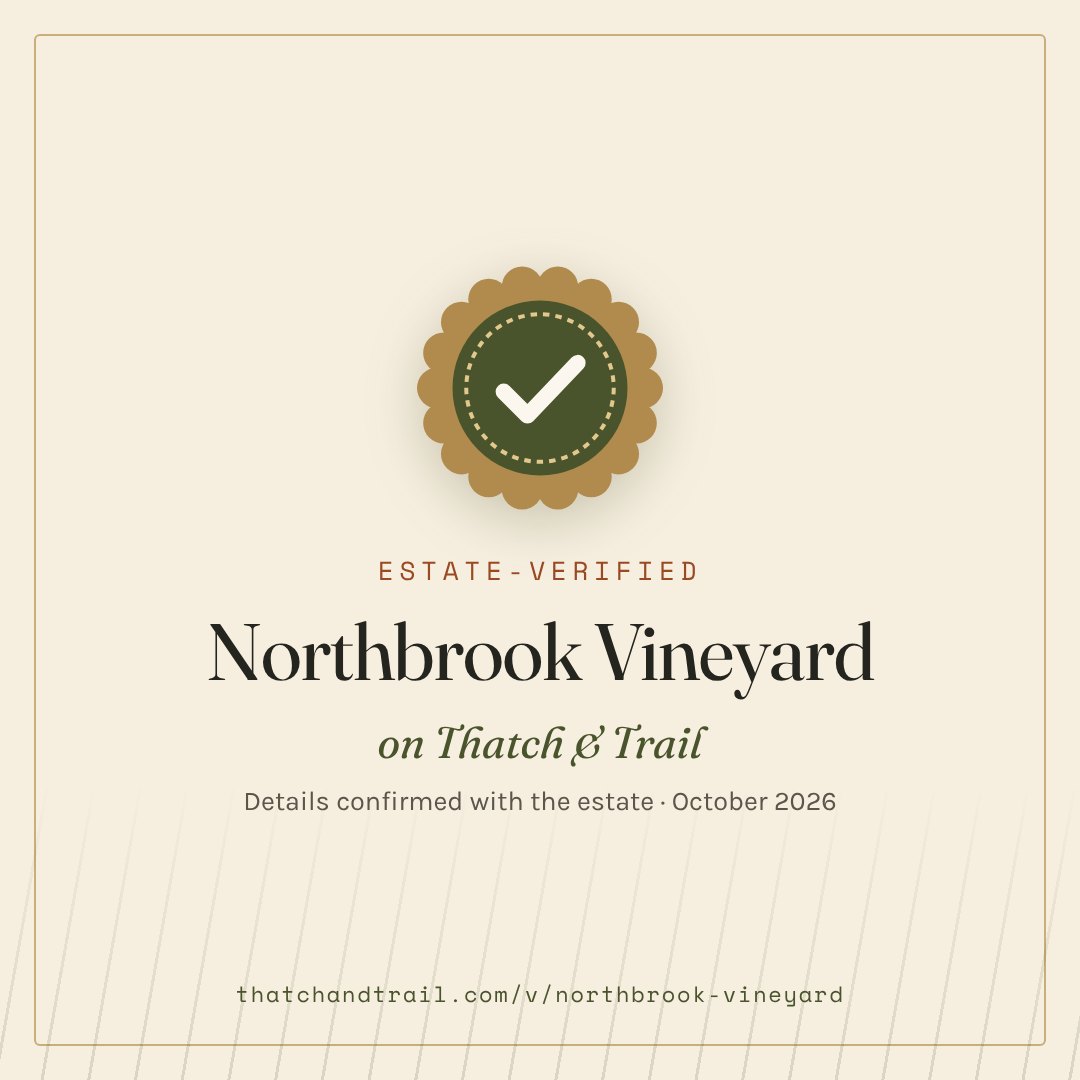 ESTATE-VERIFIED
Northbrook Vineyard
on Thatch & Trail
Details confirmed with the estate · October 2026
thatchandtrail.com/v/northbrook-vineyard